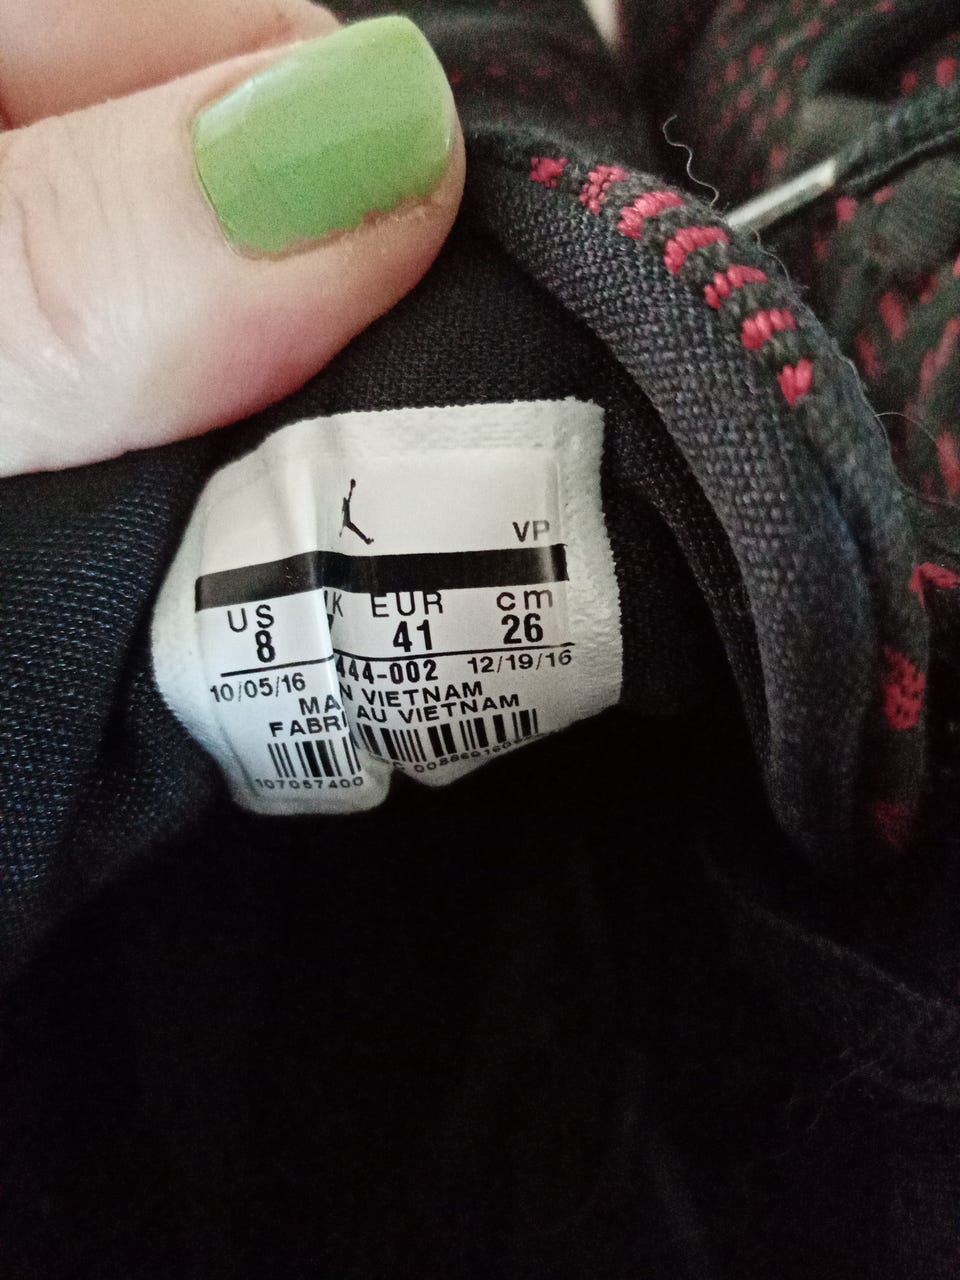 VP
US EUR cm
8 41 26
444-002
10/05/16 12/19/16
VIETNAM
AU VIETNAM
107057400